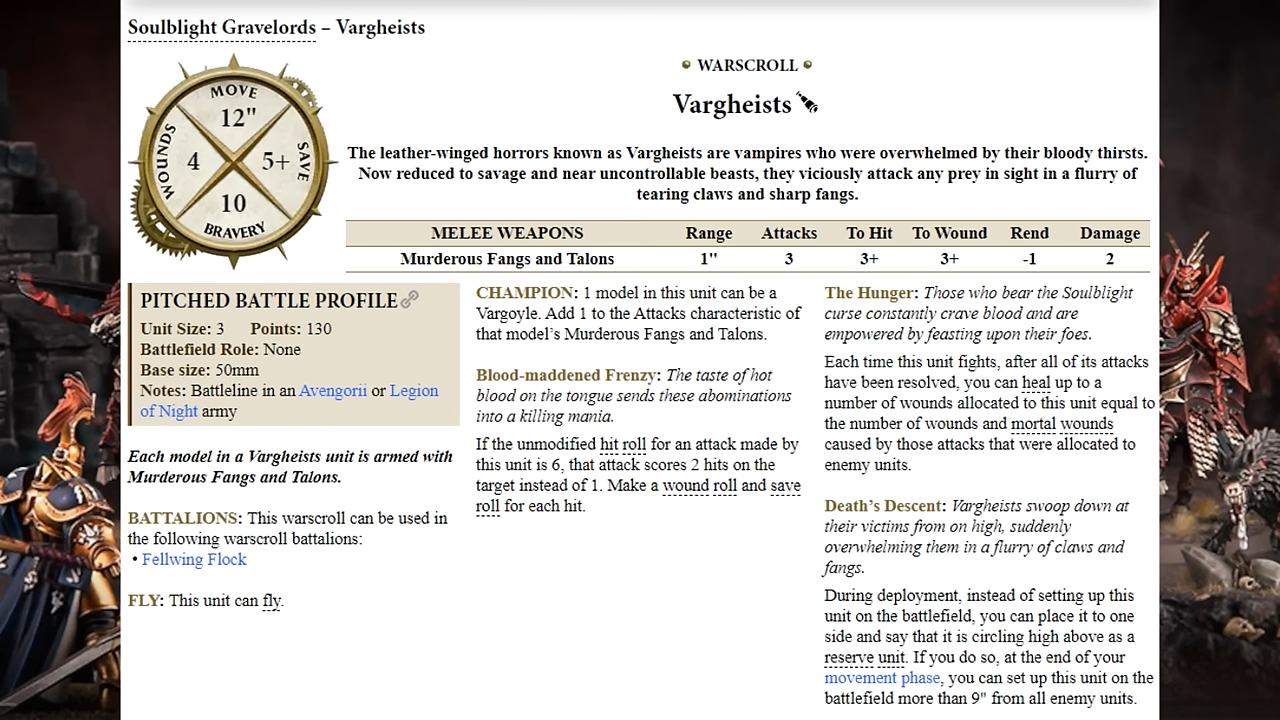 Soulblight Gravelords – Vargheists
MOVE
12"
WOUNDS
4
5+
SAVE
10
BRAVERY
WARSCROLL
Vargheists
The leather-winged horrors known as Vargheists are vampires who were overwhelmed by their bloody thirsts.
Now reduced to savage and near uncontrollable beasts, they viciously attack any prey in sight in a flurry of
tearing claws and sharp fangs.
MELEE WEAPONS Range Attacks To Hit To Wound Rend Damage
Murderous Fangs and Talons 1" 3 3+ 3+ -1 2
PITCHED BATTLE PROFILE
Unit Size: 3 Points: 130
Battlefield Role: None
Base size: 50mm
Notes: Battleline in an Avengorii or Legion
of Night army
Each model in a Vargheists unit is armed with
Murderous Fangs and Talons.
BATTALIONS: This warscroll can be used in
the following warscroll battalions:
• Fellwing Flock
FLY: This unit can fly.
CHAMPION: 1 model in this unit can be a
Vargoyle. Add 1 to the Attacks characteristic of
that model's Murderous Fangs and Talons.
Blood-maddened Frenzy: The taste of hot
blood on the tongue sends these abominations
into a killing mania.
If the unmodified hit roll for an attack made by
this unit is 6, that attack scores 2 hits on the
target instead of 1. Make a wound roll and save
roll for each hit.
The Hunger: Those who bear the Soulblight
curse constantly crave blood and are
empowered by feasting upon their foes.
Each time this unit fights, after all of its attacks
have been resolved, you can heal up to a
number of wounds allocated to this unit equal to
the number of wounds and mortal wounds
caused by those attacks that were allocated to
enemy units.
Death's Descent: Vargheists swoop down at
their victims from on high, suddenly
overwhelming them in a flurry of claws and
fangs.
During deployment, instead of setting up this
unit on the battlefield, you can place it to one
side and say that it is circling high above as a
reserve unit. If you do so, at the end of your
movement phase, you can set up this unit on the
battlefield more than 9" from all enemy units.